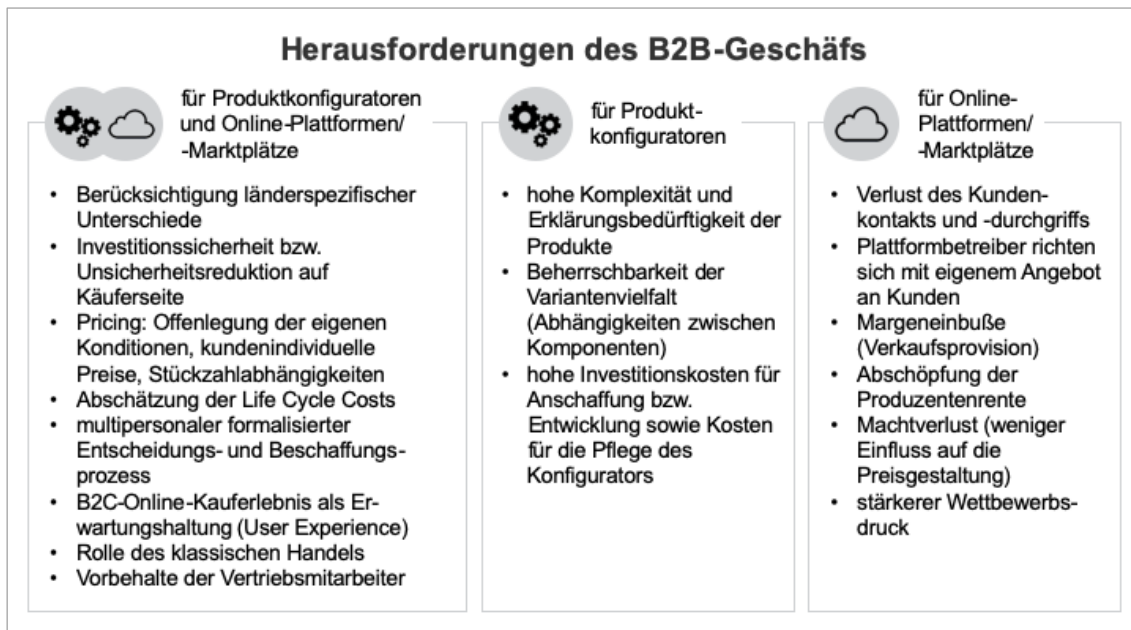 Herausforderungen des B2B-Geschäfs
für Produktkonfiguratoren
und Online-Plattformen/
-Marktplätze
• Berücksichtigung länderspezifischer
Unterschiede
• Investitionssicherheit bzw.
Unsicherheitsreduktion auf
Käuferseite
• Pricing: Offenlegung der eigenen
Konditionen, kundenindividuelle
Preise, Stückzahlabhängigkeiten
• Abschätzung der Life Cycle Costs
• multipersonaler formalisierter
Entscheidungs- und Beschaffungs-
prozess
• B2C-Online-Kauferlebnis als Er-
wartungshaltung (User Experience)
• Rolle des klassischen Handels
• Vorbehalte der Vertriebsmitarbeiter
für Produkt-
konfiguratoren
• hohe Komplexität und
Erklärungsbedürftigkeit der
Produkte
• Beherrschbarkeit der
Variantenvielfalt
(Abhängigkeiten zwischen
Komponenten)
• hohe Investitionskosten für
Anschaffung bzw.
Entwicklung sowie Kosten
für die Pflege des
Konfigurators
für Online-
Plattformen/
-Marktplätze
• Verlust des Kunden-
kontakts und -durchgriffs
• Plattformbetreiber richten
sich mit eigenem Angebot
an Kunden
• Margeneinbuße
(Verkaufsprovision)
• Abschöpfung der
Produzentenrente
• Machtverlust (weniger
Einfluss auf die
Preisgestaltung)
• stärkerer Wettbewerbs-
druck